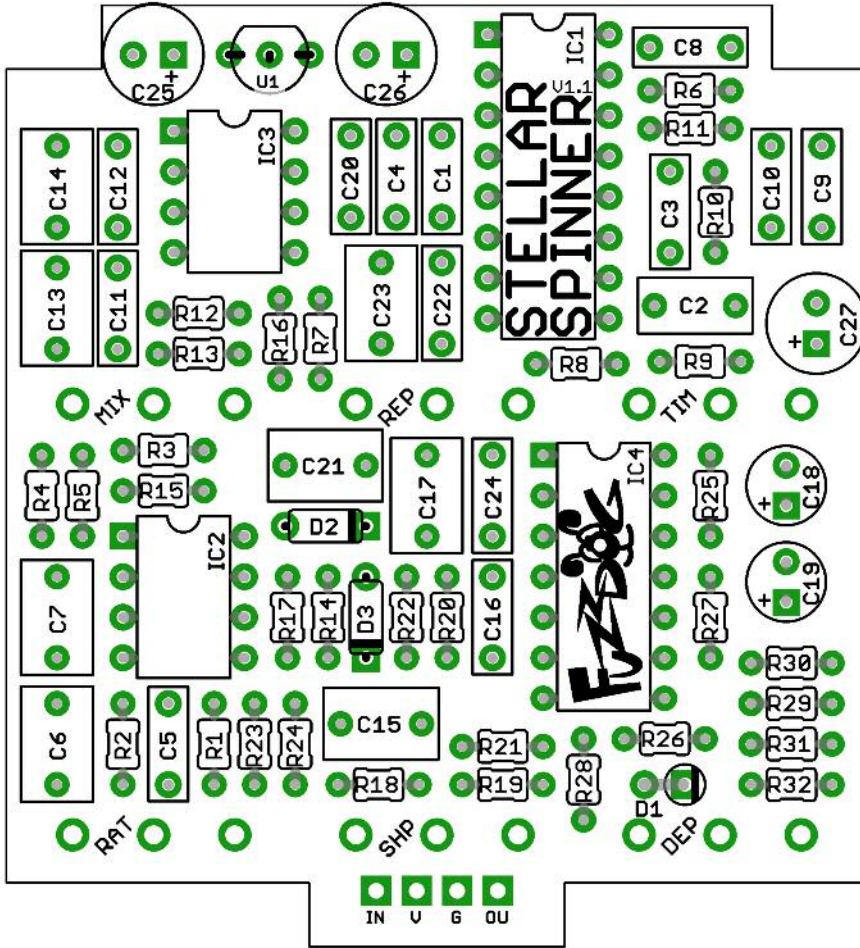 C25
+
U1
C26
+
IC1
C8
V1.1
R6
R11
STELLAR
SPINNER
IC3
C14
C12
C20
C4
C1
C3
R10
C10
C9
C13
C11
R12
R13
R16
R7
C23
C22
C2
+
C27
R8
R9
MIX
REP
TIM
R4
R5
R3
R15
C21
C17
C24
IC4
R25
+
C18
D2
IC2
FuzzDog
C7
R17
R14
D3
R22
R20
C16
R27
+
C19
R30
R29
R31
R32
C6
R2
C5
R1
R23
R24
C15
R18
R21
R19
R28
R26
D1
RAT
SHP
DEP
IN
V
G
OU